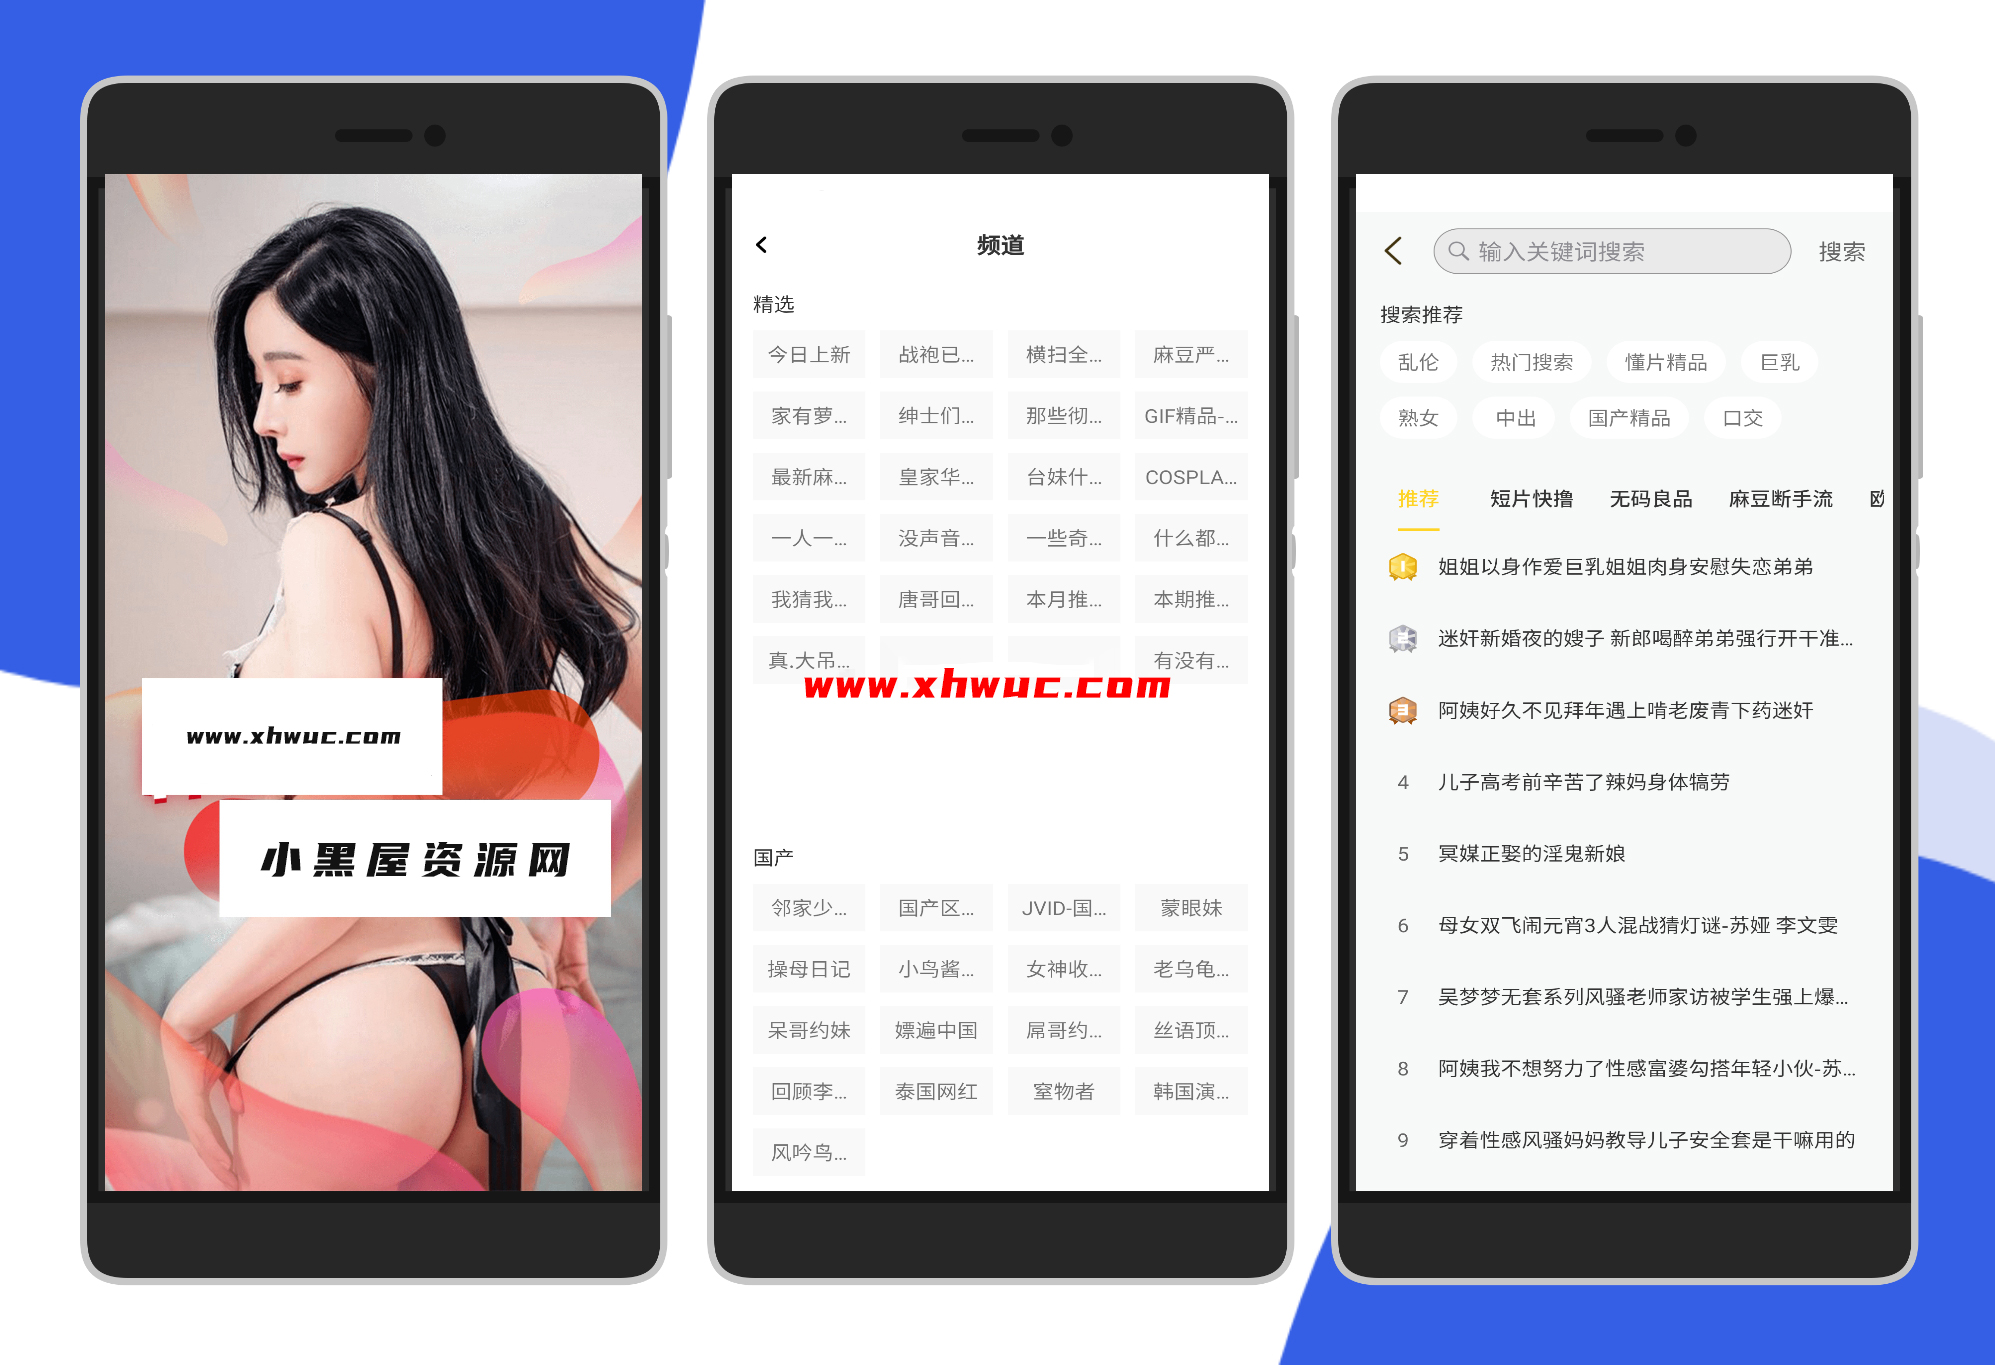 www.xhwuc.com
小黑屋资源网
频道
精选
今日上新 战袍已... 横扫全... 麻豆严...
家有萝... 绅士们... 那些彻... GIF精品-...
最新麻... 皇家华... 台妹什... COSPLA...
一人一... 没声音... 一些奇... 什么都...
我猜我... 唐哥回... 本月推... 本期推...
真.大吊... 有没有...
www.xhwuc.com
国产
邻家少... 国产区... JVID-国... 蒙眼妹
操母日记 小鸟酱... 女神收... 老乌龟...
呆哥约妹 嫖遍中国 屌哥约... 丝语顶...
回顾李... 泰国网红 窒物者 韩国演...
风吟鸟...
输入关键词搜索 搜索
搜索推荐
乱伦 热门搜索 懂片精品 巨乳
熟女 中出 国产精品 口交
推荐 短片快撸 无码良品 麻豆断手流
1 姐姐以身作爱巨乳姐姐肉身安慰失恋弟弟
2 迷奸新婚夜的嫂子 新郎喝醉弟弟强行开干准...
3 阿姨好久不见拜年遇上啃老废青下药迷奸
4 儿子高考前辛苦了辣妈身体犒劳
5 冥媒正娶的淫鬼新娘
6 母女双飞闹元宵3人混战猜灯谜-苏娅 李文雯
7 吴梦梦无套系列风骚老师家访被学生强上爆...
8 阿姨我不想努力了性感富婆勾搭年轻小伙-苏...
9 穿着性感风骚妈妈教导儿子安全套是干嘛用的